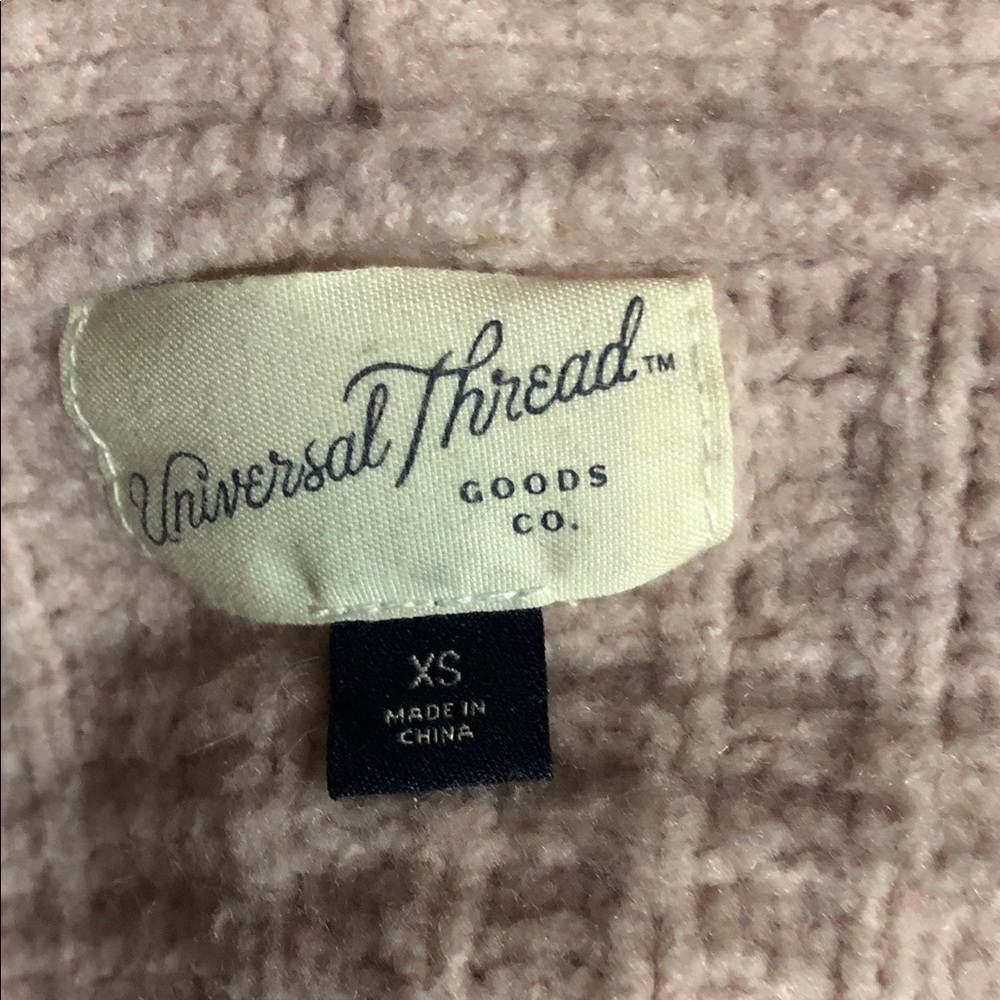 Universal Thread™
GOODS
CO.
XS
MADE IN
CHINA